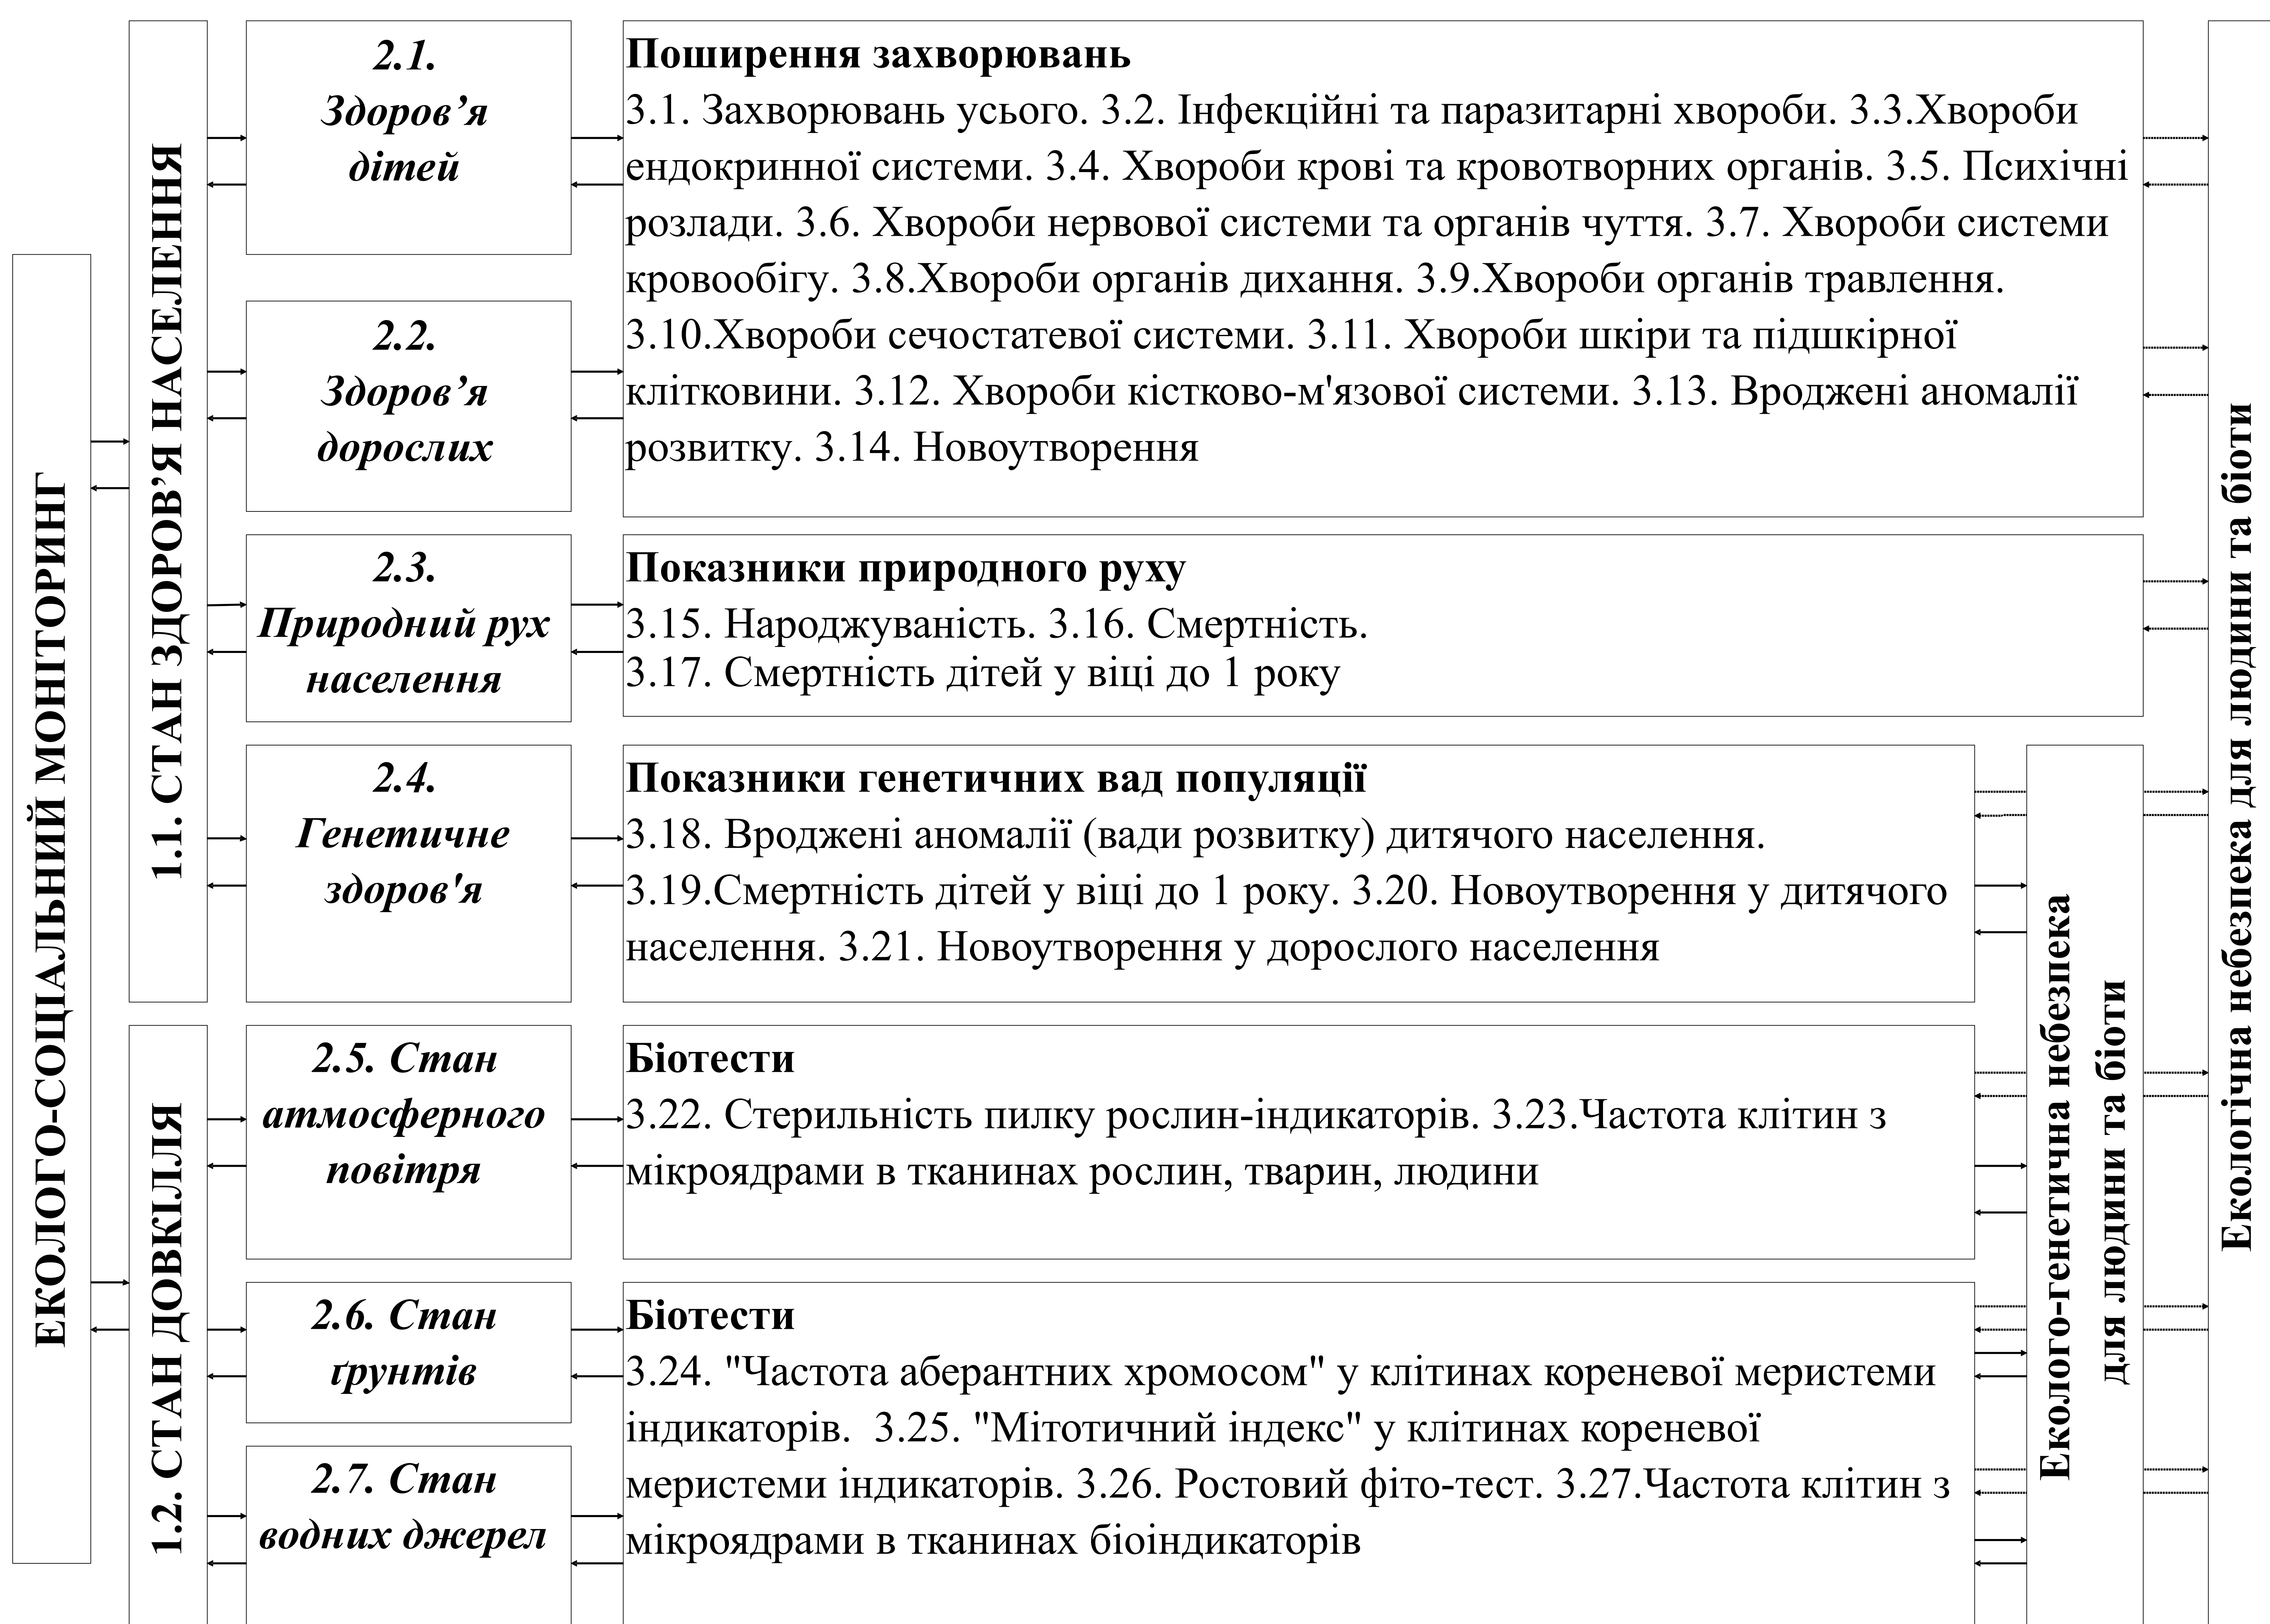 ЕКОЛОГО-СОЦІАЛЬНИЙ МОНІТОРИНГ
1.1. СТАН ЗДОРОВ’Я НАСЕЛЕННЯ
2.1.
Здоров’я
дітей
2.2.
Здоров’я
дорослих
Поширення захворювань
3.1. Захворювань усього. 3.2. Інфекційні та паразитарні хвороби. 3.3.Хвороби
ендокринної системи. 3.4. Хвороби крові та кровотворних органів. 3.5. Психічні
розлади. 3.6. Хвороби нервової системи та органів чуття. 3.7. Хвороби системи
кровообігу. 3.8.Хвороби органів дихання. 3.9.Хвороби органів травлення.
3.10.Хвороби сечостатевої системи. 3.11. Хвороби шкіри та підшкірної
клітковини. 3.12. Хвороби кістково-м'язової системи. 3.13. Вроджені аномалії
розвитку. 3.14. Новоутворення
2.3.
Природний рух
населення
Показники природного руху
3.15. Народжуваність. 3.16. Смертність.
3.17. Смертність дітей у віці до 1 року
2.4.
Генетичне
здоров'я
Показники генетичних вад популяції
3.18. Вроджені аномалії (вади розвитку) дитячого населення.
3.19.Смертність дітей у віці до 1 року. 3.20. Новоутворення у дитячого
населення. 3.21. Новоутворення у дорослого населення
1.2. СТАН ДОВКІЛЛЯ
2.5. Стан
атмосферного
повітря
Біотести
3.22. Стерильність пилку рослин-індикаторів. 3.23.Частота клітин з
мікроядрами в тканинах рослин, тварин, людини
2.6. Стан
ґрунтів
2.7. Стан
водних джерел
Біотести
3.24. "Частота аберантних хромосом" у клітинах кореневої меристеми
індикаторів.  3.25. "Мітотичний індекс" у клітинах кореневої
меристеми індикаторів. 3.26. Ростовий фіто-тест. 3.27.Частота клітин з
мікроядрами в тканинах біоіндикаторів
Еколого-генетична небезпека
для людини та біоти
Екологічна небезпека для людини та біоти